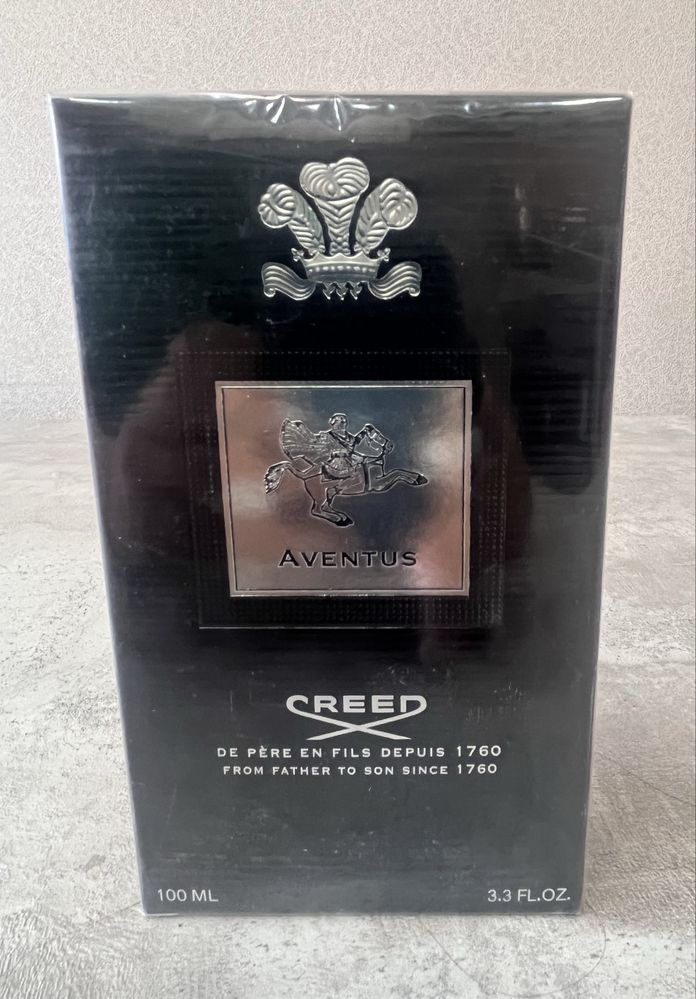 AVENTUS
CREED
DE PÈRE EN FILS DEPUIS 1760
FROM FATHER TO SON SINCE 1760
100 ML
3.3 FL.OZ.